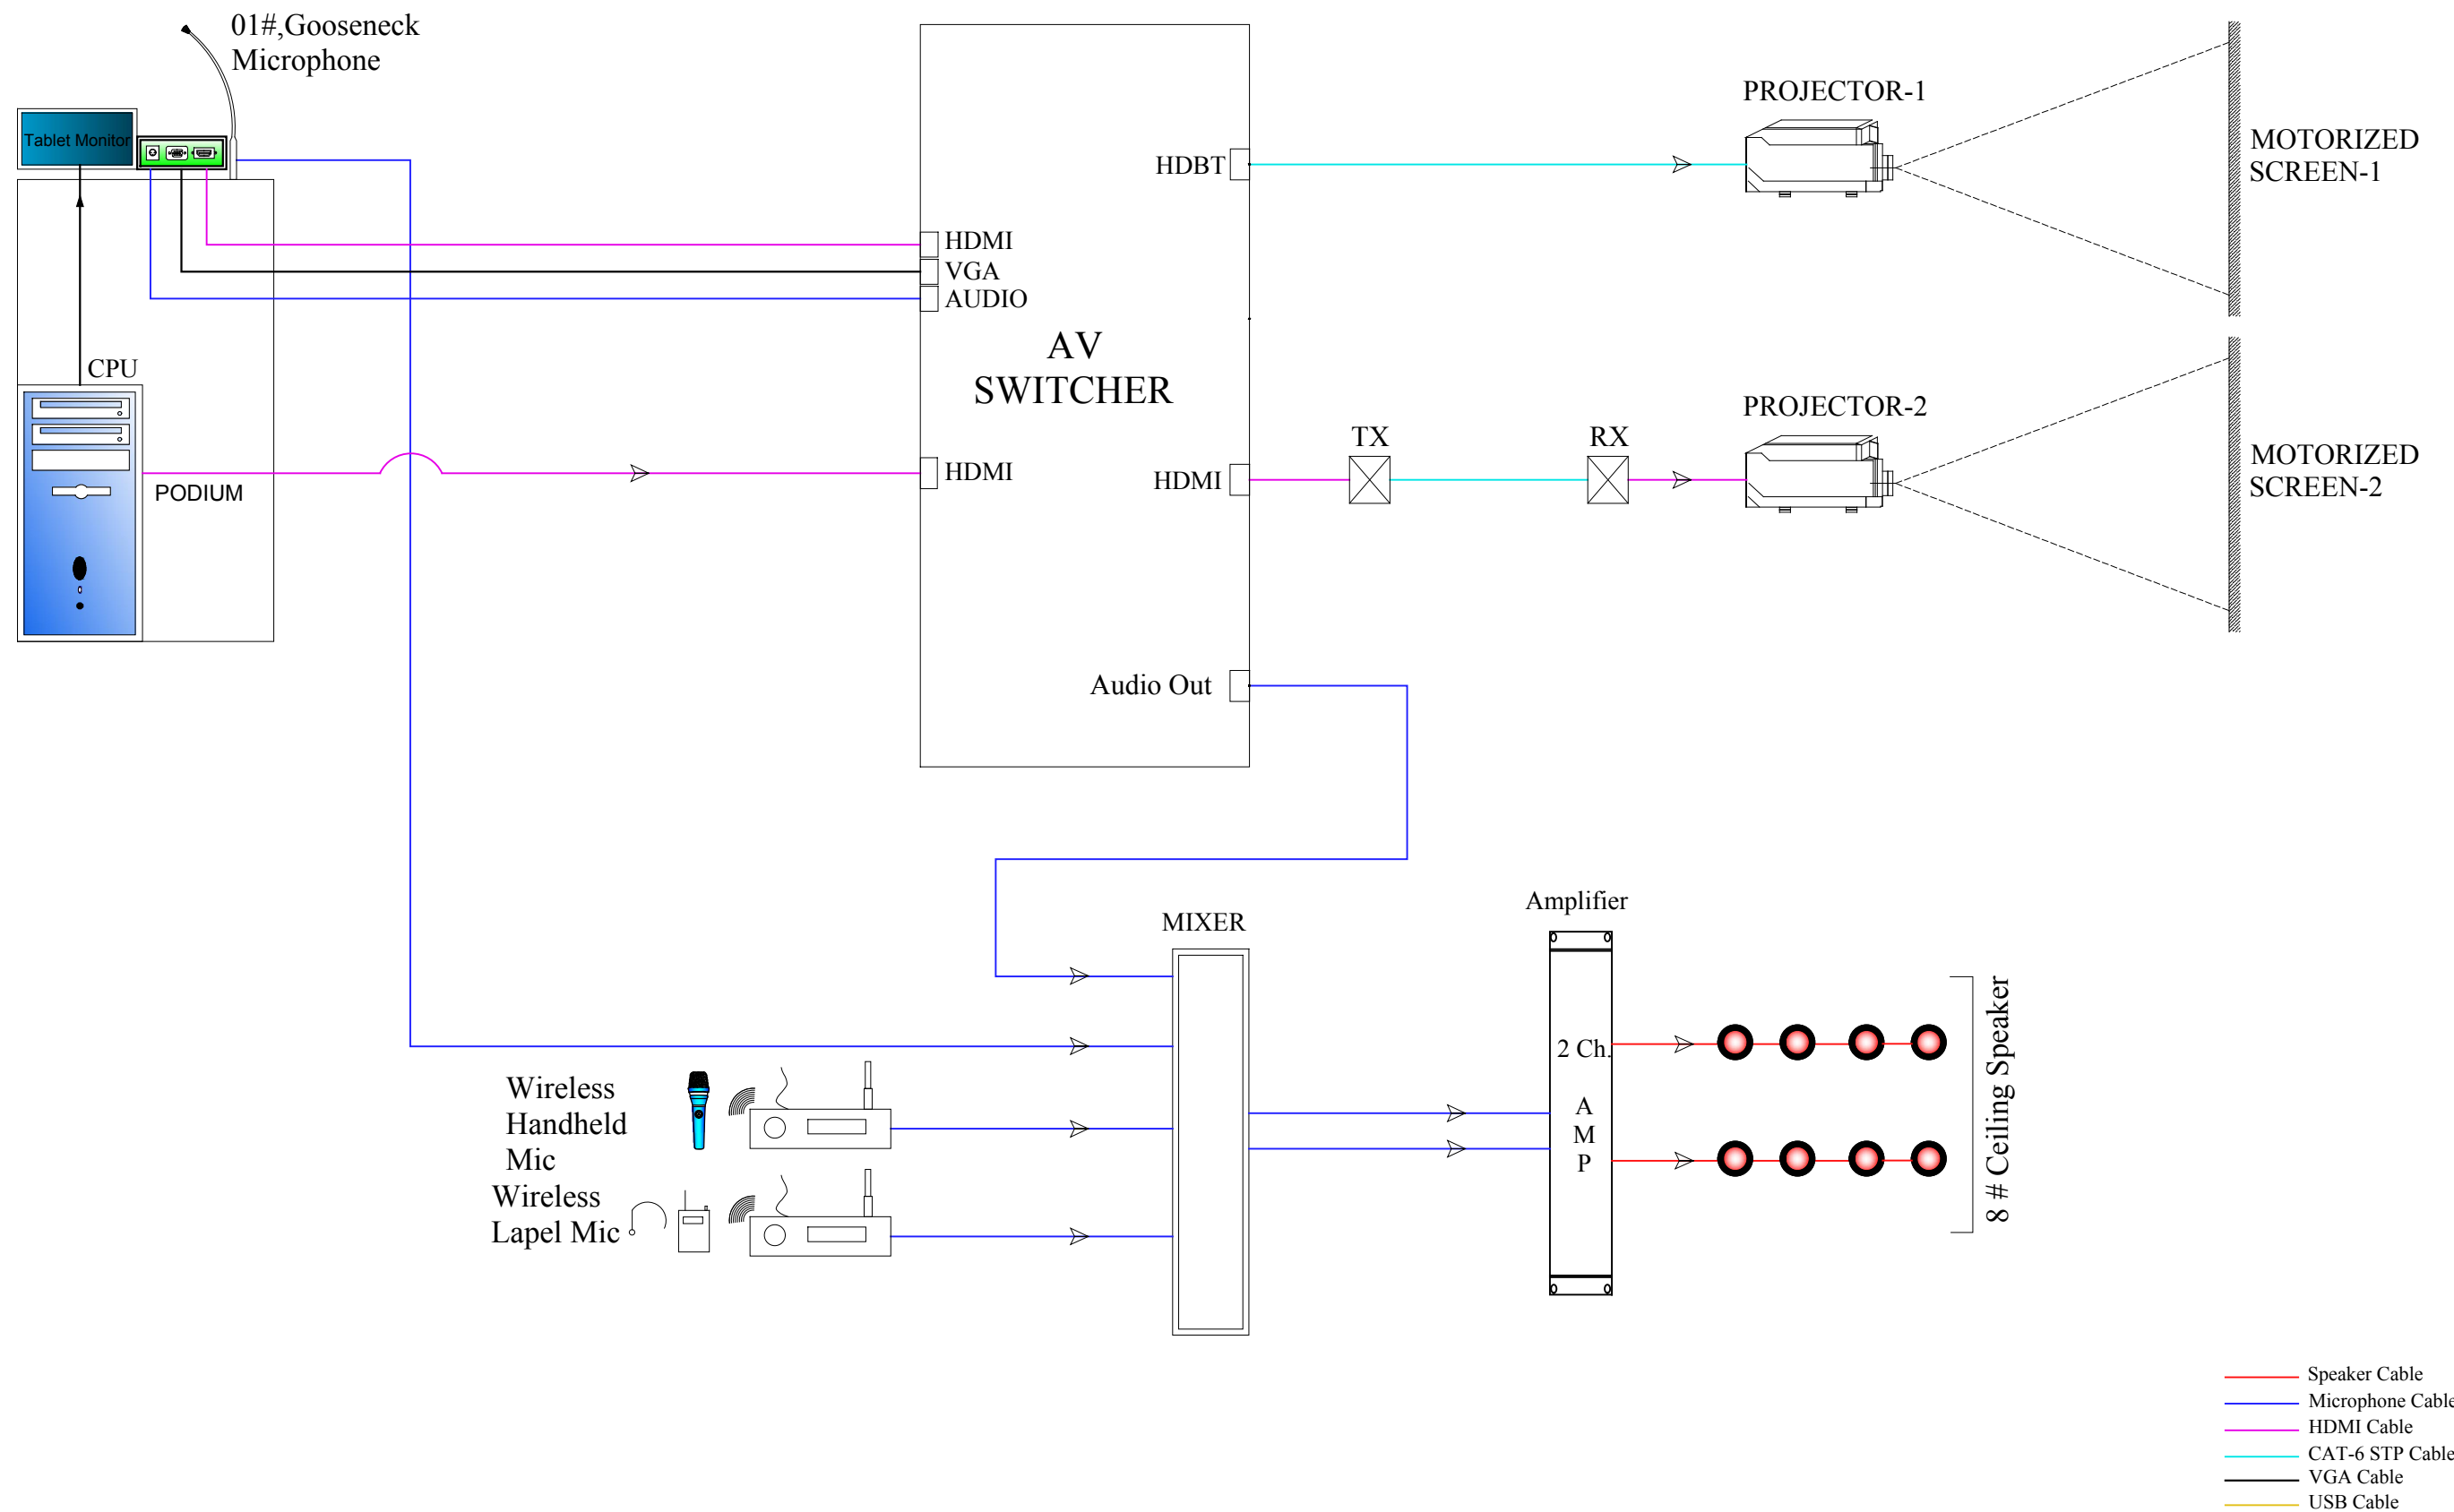 01#,Gooseneck
Microphone
Tablet Monitor
CPU
PODIUM
HDMI
VGA
AUDIO
AV
SWITCHER
HDMI
HDBT
HDMI
Audio Out
PROJECTOR-1
MOTORIZED
SCREEN-1
TX
RX
PROJECTOR-2
MOTORIZED
SCREEN-2
MIXER
Amplifier
2 Ch.
A
M
P
8 # Ceiling Speaker
Wireless
Handheld
Mic
Wireless
Lapel Mic
Speaker Cable
Microphone Cable
HDMI Cable
CAT-6 STP Cable
VGA Cable
USB Cable